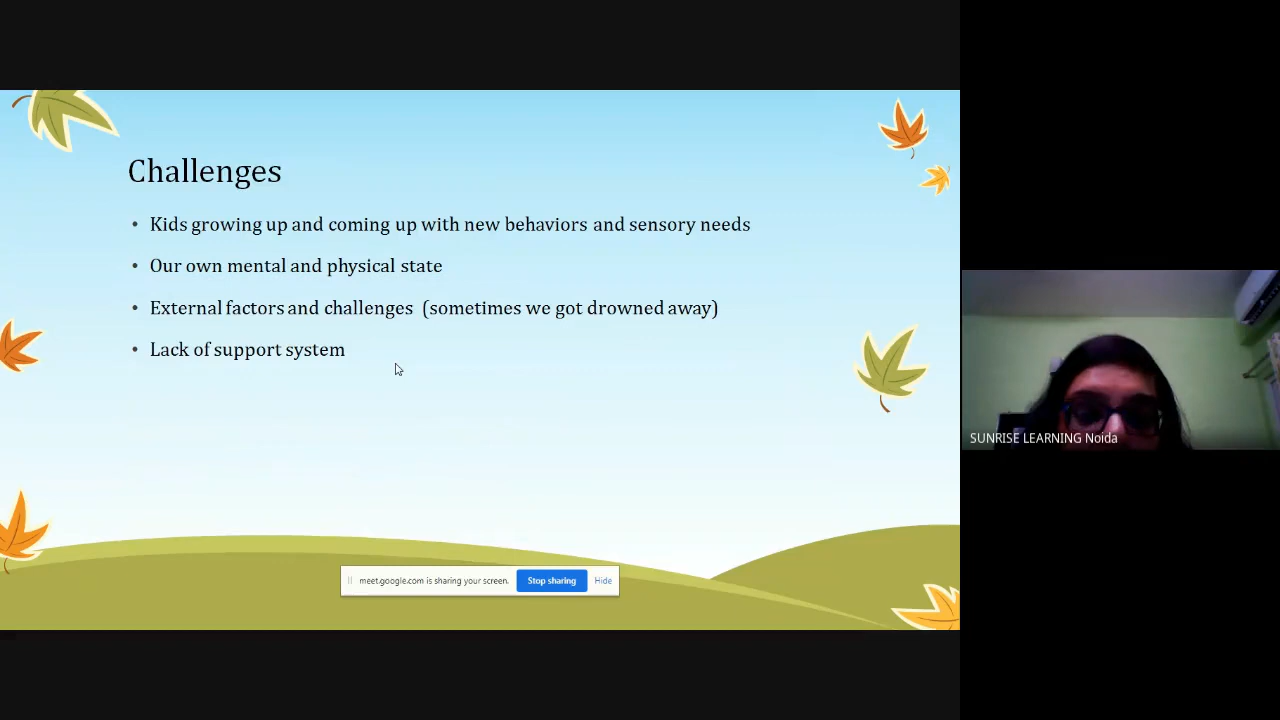 Challenges
• Kids growing up and coming up with new behaviors and sensory needs
• Our own mental and physical state
• External factors and challenges (sometimes we got drowned away)
• Lack of support system
SUNRISE LEARNING Noida
meet.google.com is sharing your screen. Stop sharing Hide